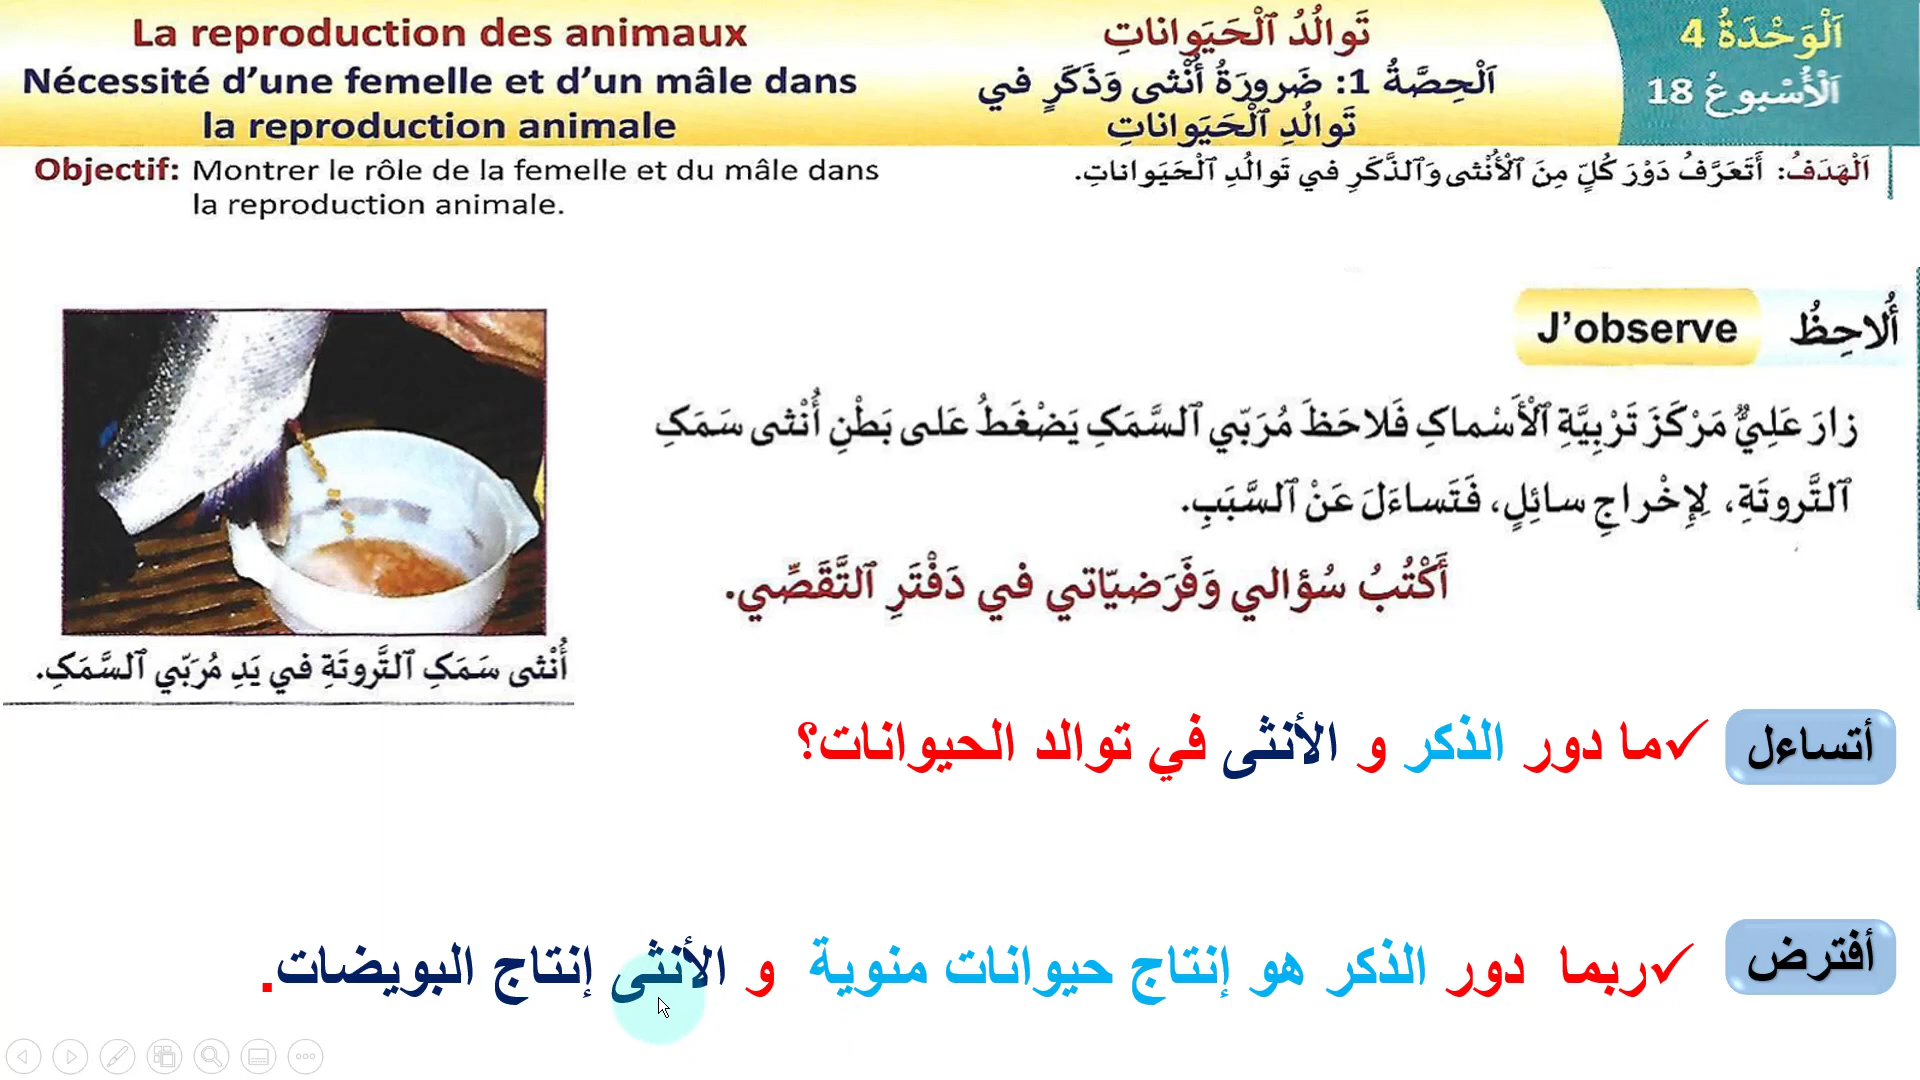 اَلْوَحْدَةُ 4
اَلْأُسْبوعُ 18
تَوالُدُ ٱلْحَيَواناتِ
اَلْحِصَّةُ 1: ضَرورَةُ أُنْثى وَذَكَرٍ في
تَوالُدِ ٱلْحَيَواناتِ
La reproduction des animaux
Nécessité d’une femelle et d’un mâle dans
la reproduction animale
اَلْهَدَفُ: أَتَعَرَّفُ دَوْرَ كُلٍّ مِنَ ٱلْأُنْثى وَٱلذَّكَرِ في تَوالُدِ ٱلْحَيَواناتِ.
Objectif: Montrer le rôle de la femelle et du mâle dans
la reproduction animale.
أُلاحِظُ
J’observe
زارَ عَلِيٌّ مَرْكَزَ تَرْبِيَّةِ ٱلْأَسْماكِ فَلاحَظَ مُرَبّي ٱلسَّمَكِ يَضْغَطُ عَلى بَطْنِ أُنْثى سَمَكِ
ٱلتَّروتَةِ، لِإِخْراجِ سائِلٍ، فَتَساءَلَ عَنْ ٱلسَّبَبِ.
أَكْتُبُ سُؤالي وَفَرَضيّاتي في دَفْتَرِ ٱلتَّقَصِّي.
أُنْثى سَمَكِ ٱلتَّروتَةِ في يَدِ مُرَبّي ٱلسَّمَكِ.
أتساءل
✓ما دور الذكر و الأنثى في توالد الحيوانات؟
أفترض
✓ربما دور الذكر هو إنتاج حيوانات منوية و الأنثى إنتاج البويضات.